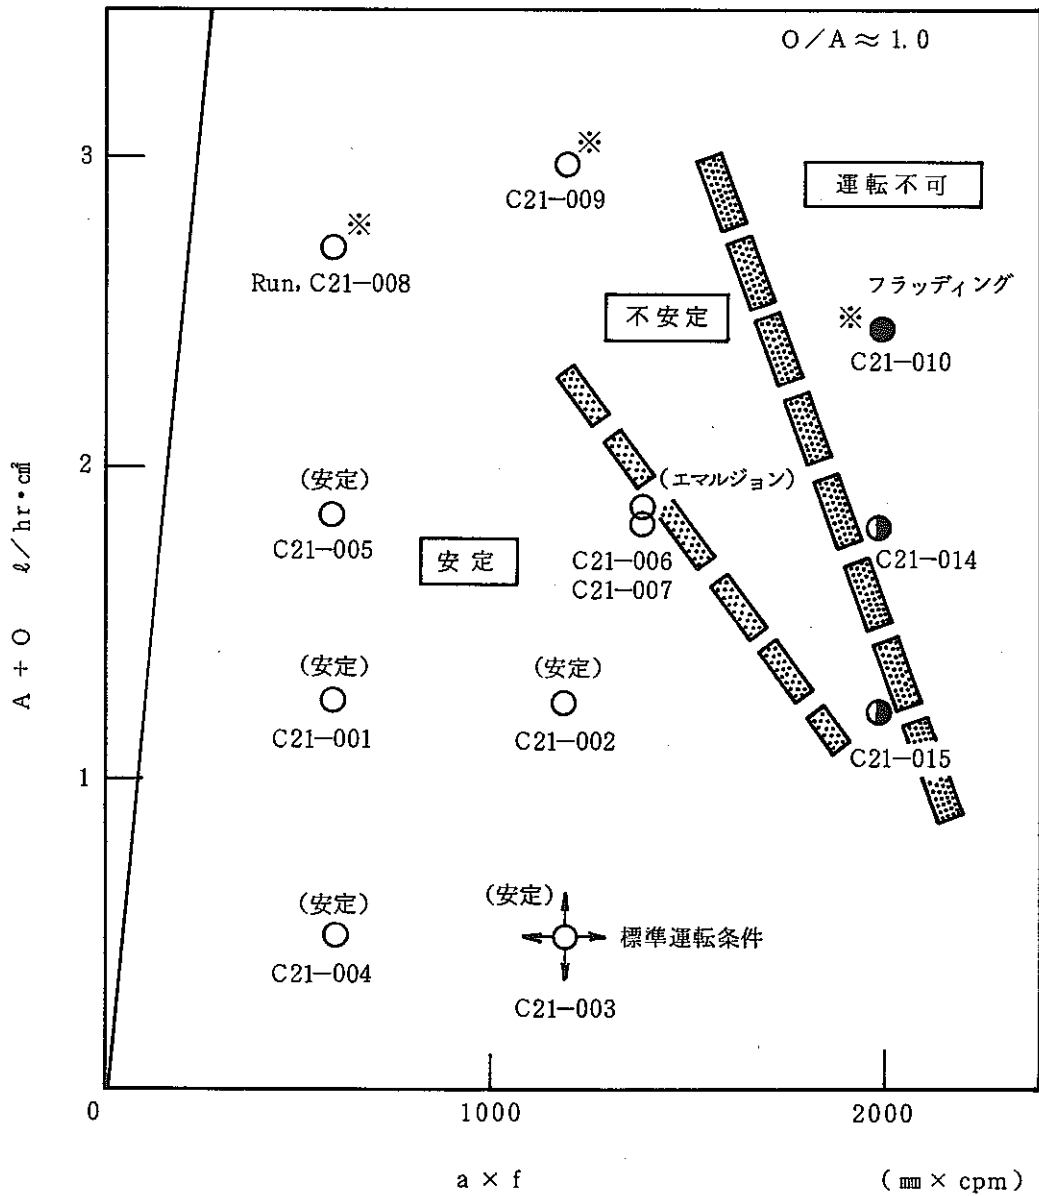 O/A≈1.0
3
※
C21-009
運転不可
※
Run, C21-008
フラッディング
不安定
※
C21-010
2
(安定)
(エマルジョン)
C21-005
安定
C21-006
C21-007
C21-014
A + O ℓ/hr・cm²
(安定)
(安定)
C21-001
C21-002
C21-015
1
(安定)
(安定)
標準運転条件
C21-004
C21-003
0
1000
2000
a × f
(mm × cpm)